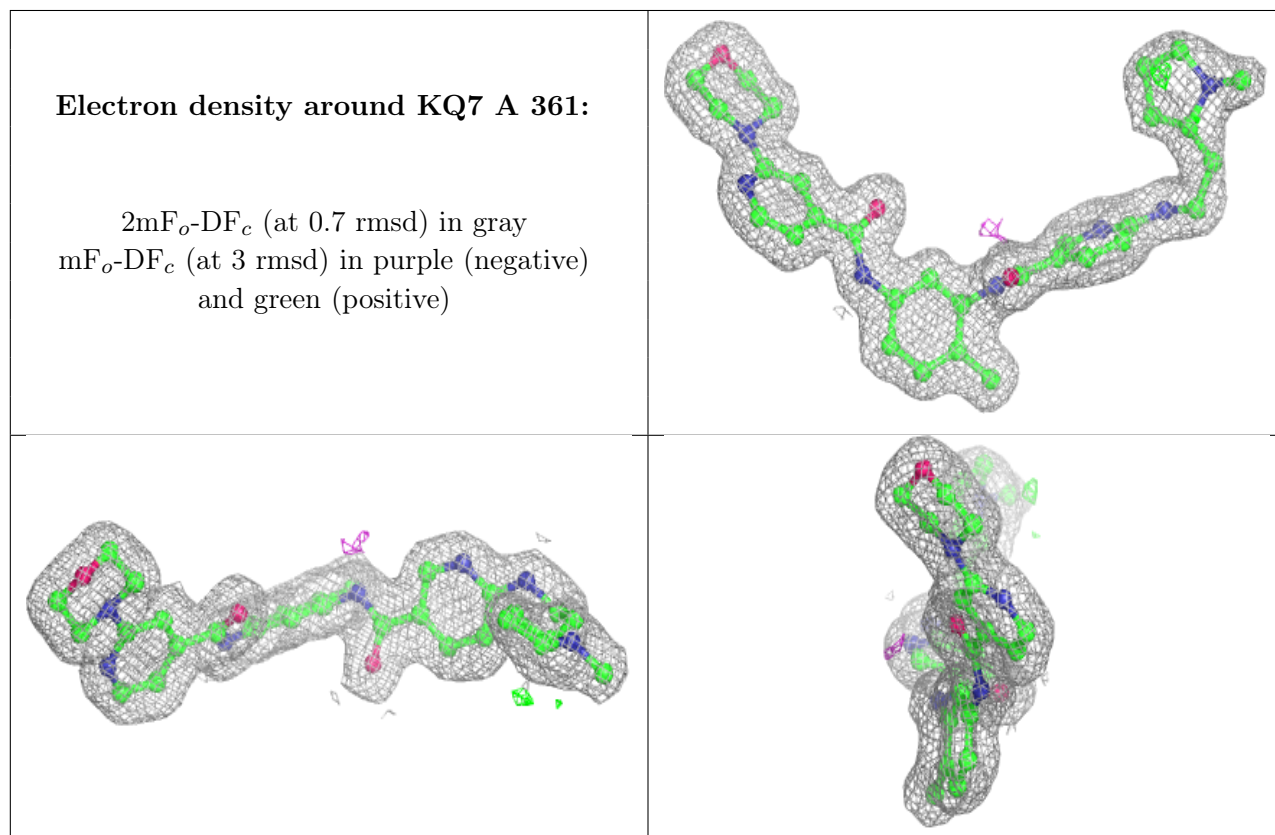 Electron density around KQ7 A 361:
2mFo-DFc (at 0.7 rmsd) in gray
mFo-DFc (at 3 rmsd) in purple (negative)
and green (positive)